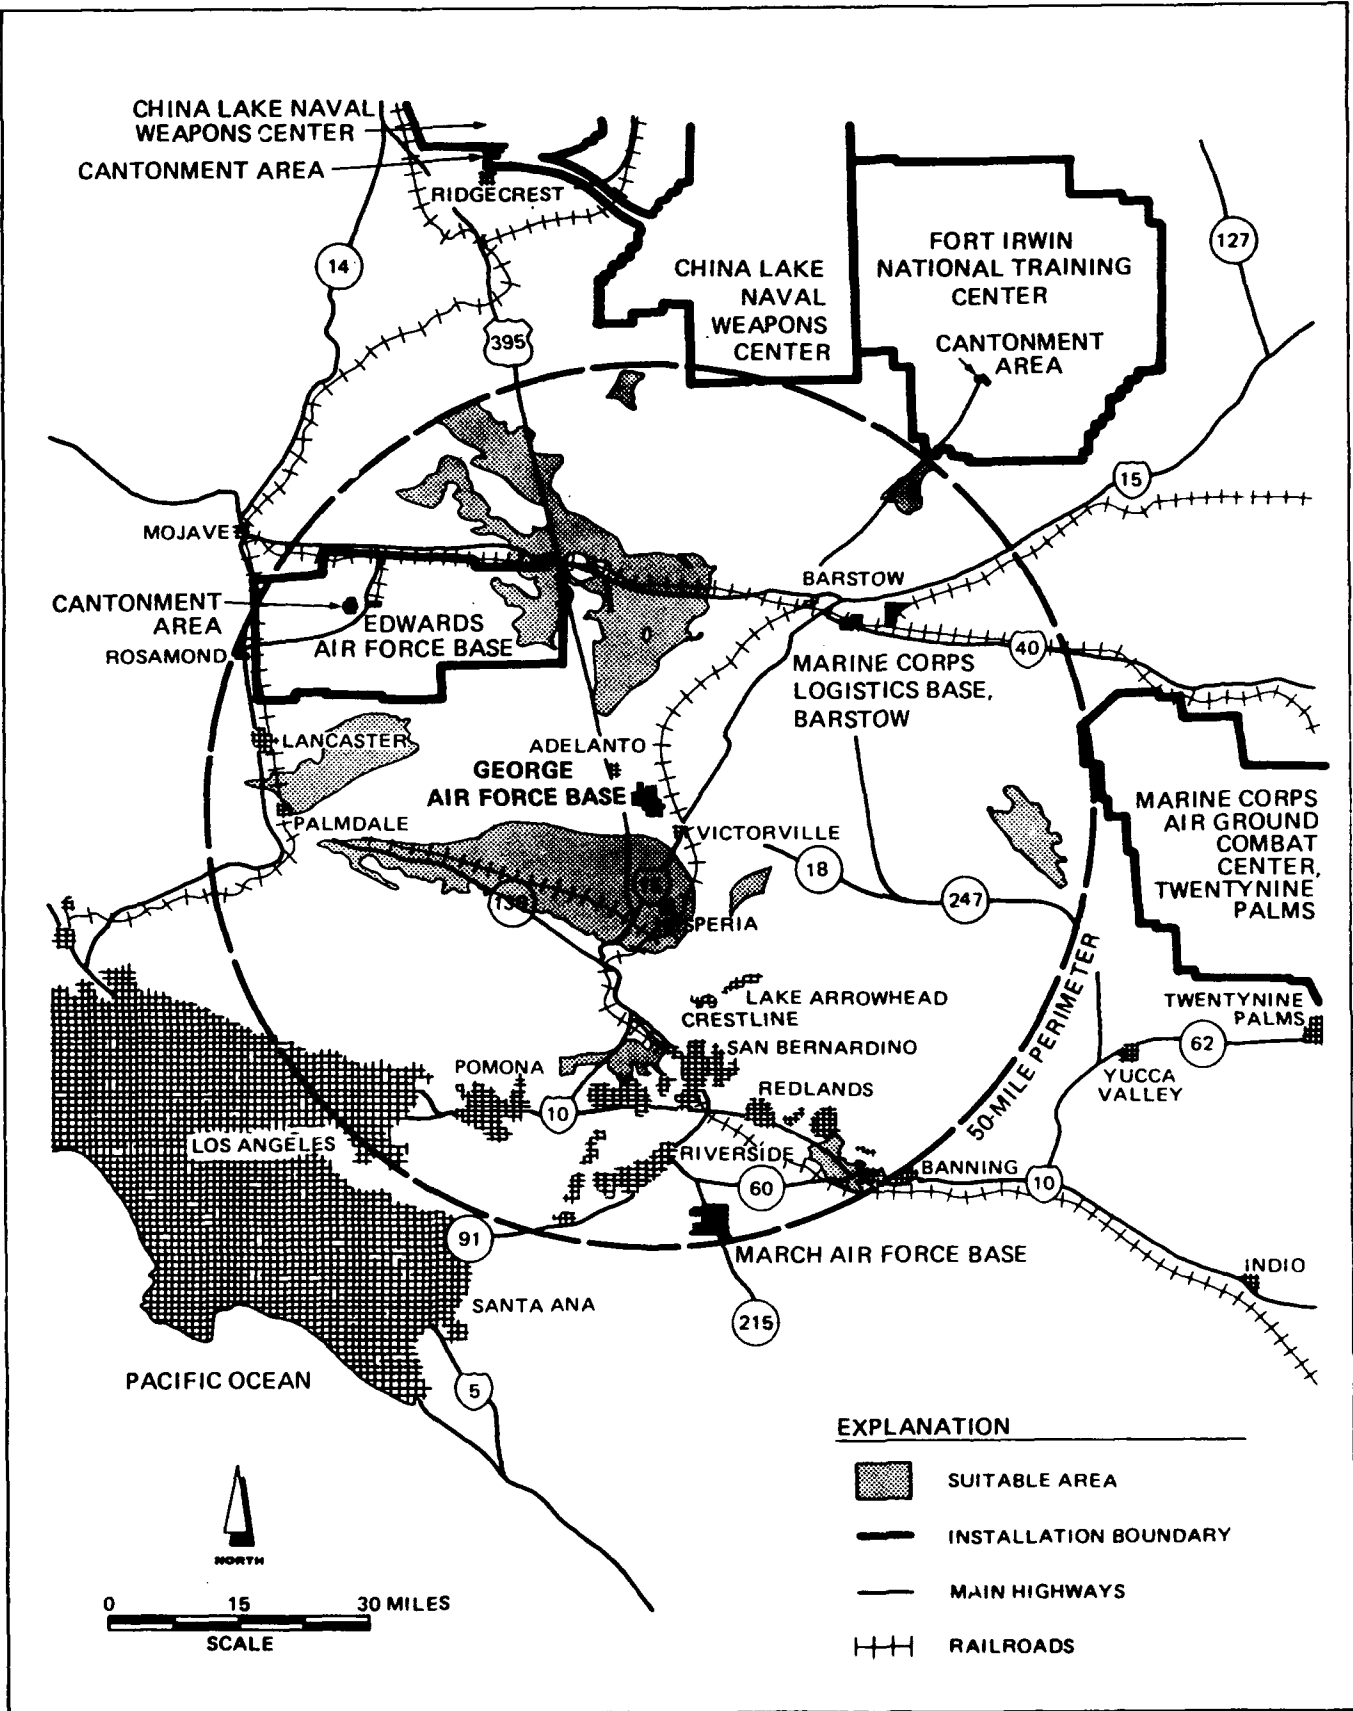 CHINA LAKE NAVAL
WEAPONS CENTER
CANTONMENT AREA
RIDGECREST
14
395
CHINA LAKE
NAVAL
WEAPONS
CENTER
FORT IRWIN
NATIONAL TRAINING
CENTER
CANTONMENT
AREA
127
15
MOJAVE
CANTONMENT
AREA
ROSAMOND
EDWARDS
AIR FORCE BASE
BARSTOW
40
MARINE CORPS
LOGISTICS BASE,
BARSTOW
LANCASTER
ADELANTO
GEORGE
AIR FORCE BASE
PALMDALE
VICTORVILLE
18
247
MARINE CORPS
AIR GROUND
COMBAT
CENTER,
TWENTYNINE
PALMS
15
138
SPERIA
50-MILE PERIMETER
LAKE ARROWHEAD
CRESTLINE
TWENTYNINE
PALMS
62
SAN BERNARDINO
POMONA
REDLANDS
YUCCA
VALLEY
10
LOS ANGELES
RIVERSIDE
60
BANNING
10
91
MARCH AIR FORCE BASE
INDIO
SANTA ANA
215
PACIFIC OCEAN
5
EXPLANATION
SUITABLE AREA
INSTALLATION BOUNDARY
MAIN HIGHWAYS
RAILROADS
NORTH
0 15 30 MILES
SCALE